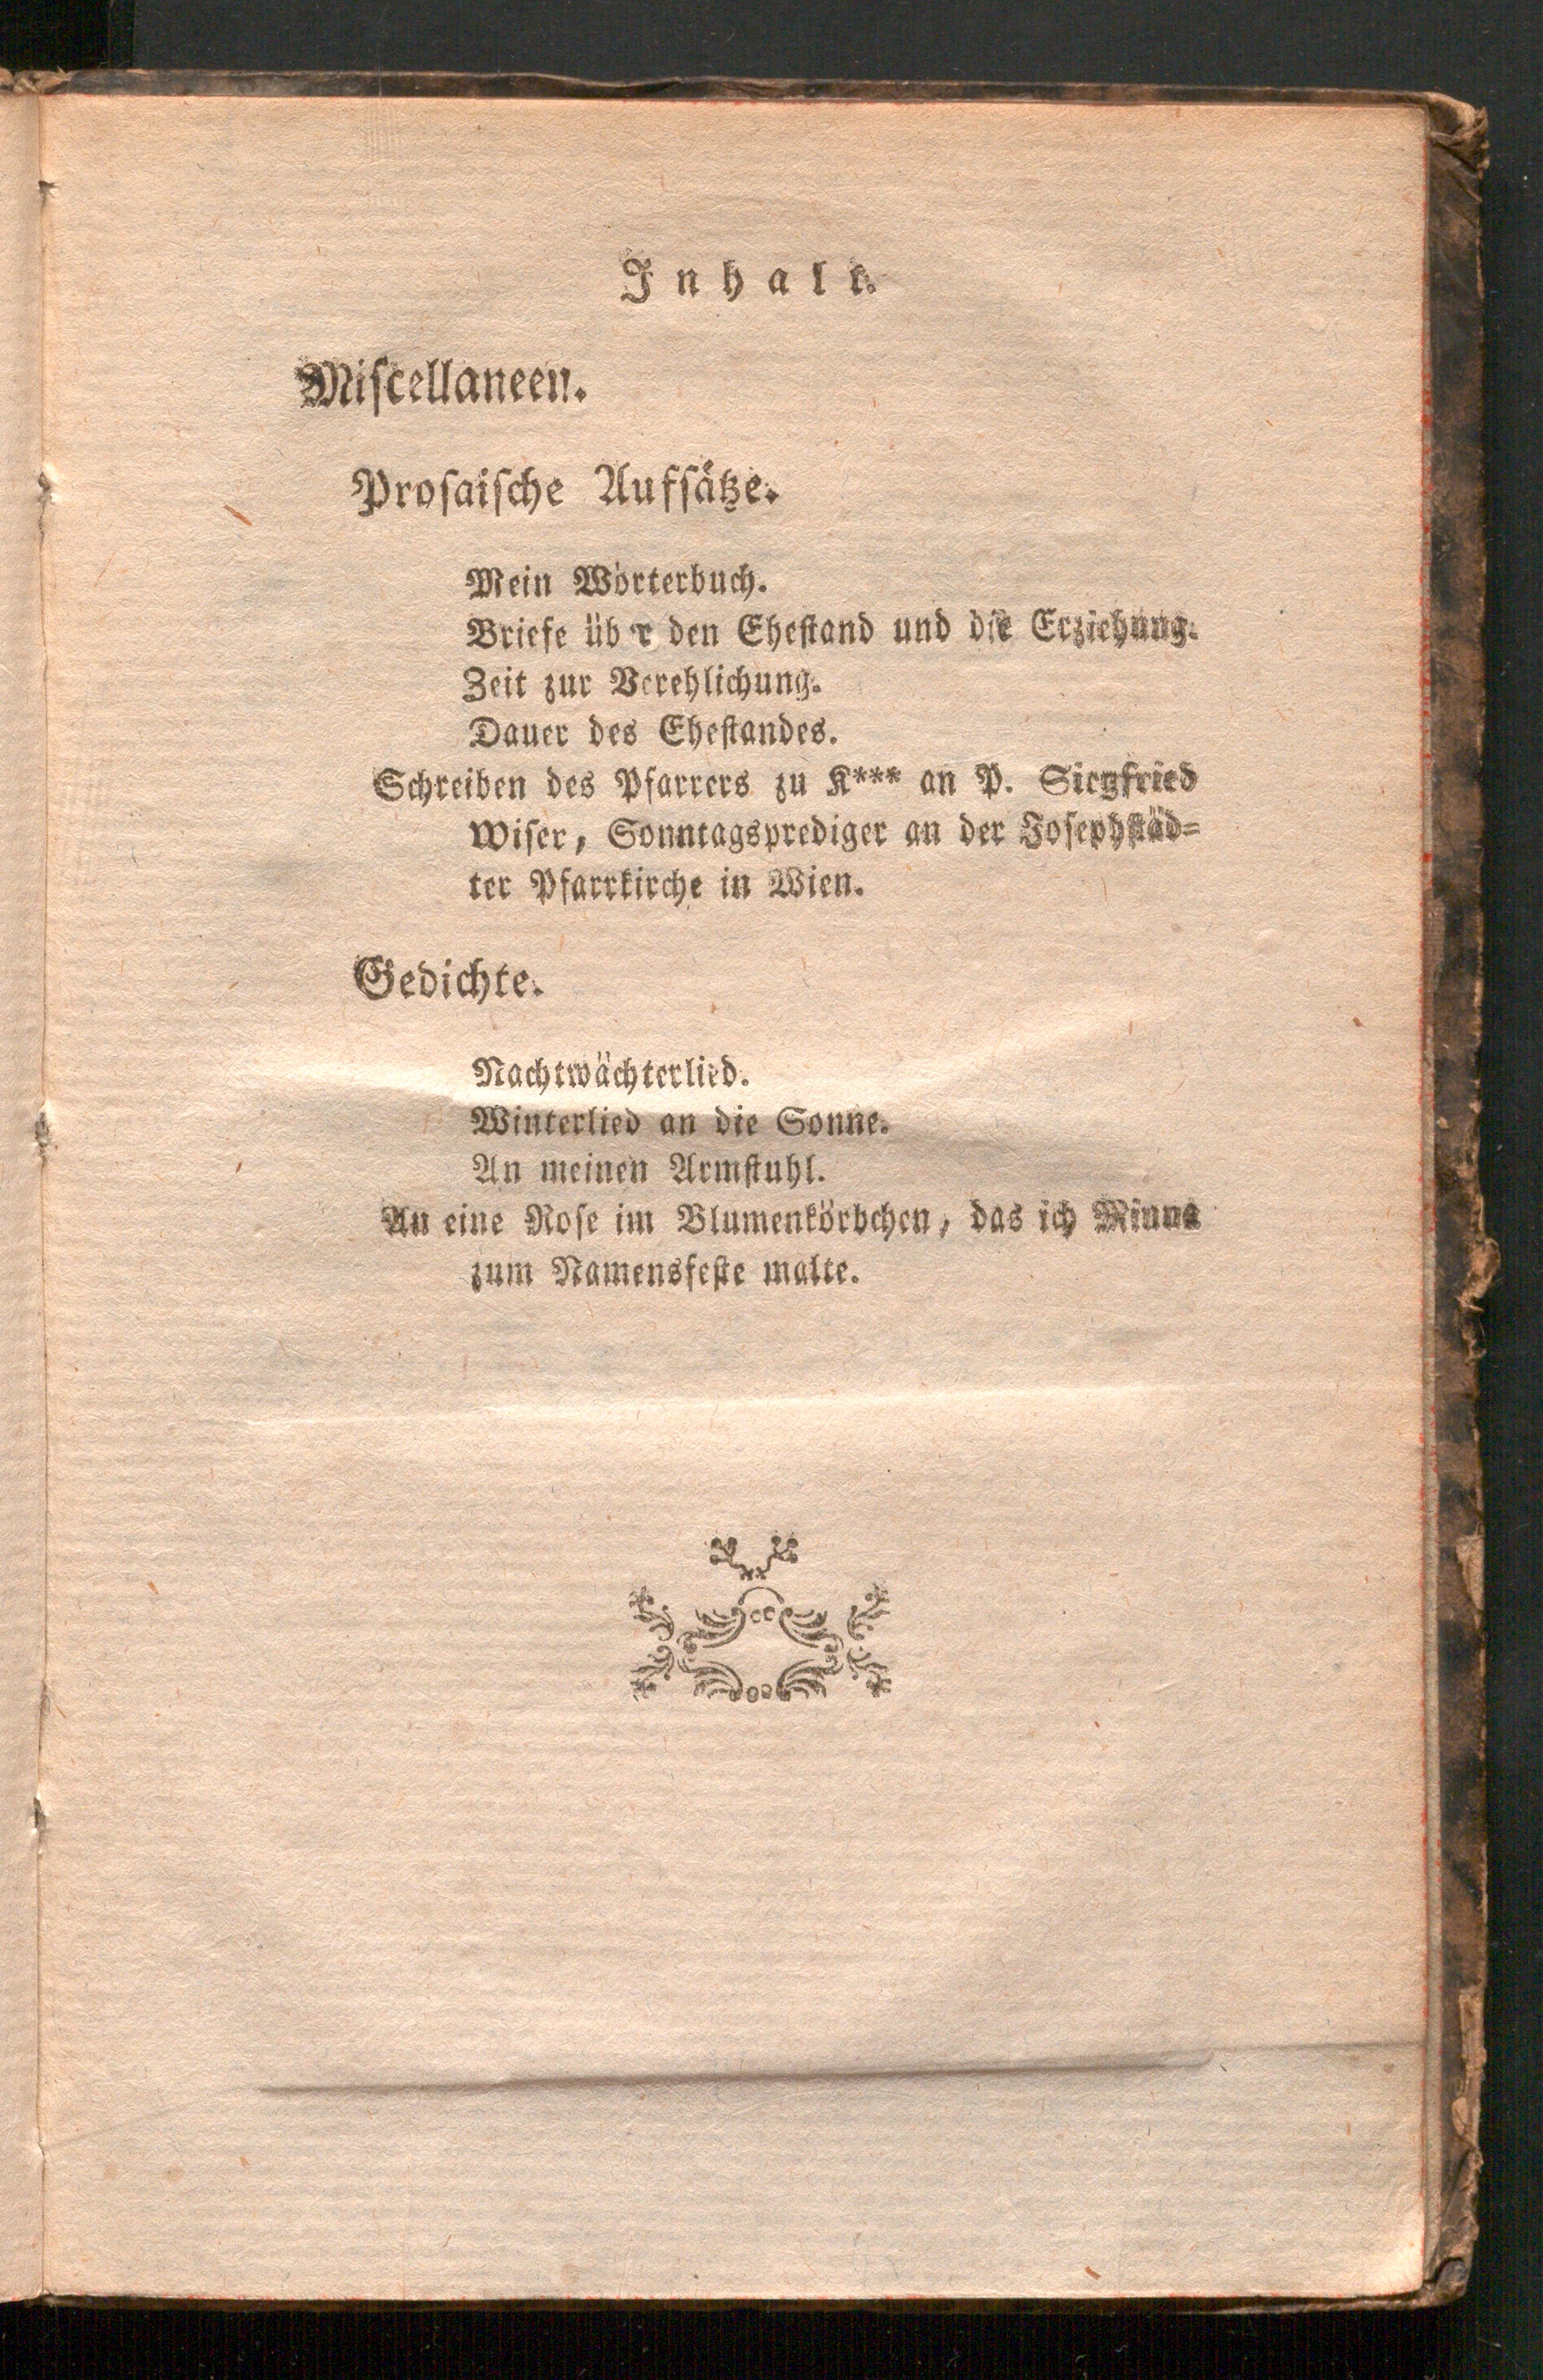 Inhalt.
Miſcellaneen.
Proſaiſche Aufſätze.
Mein Wörterbuch.
Briefe über den Eheſtand und die Erziehung.
Zeit zur Verehlichung.
Dauer des Eheſtandes.
Schreiben des Pfarrers zu K*** an P. Siegfried
Wiſer, Sonntagsprediger an der Joſephſtäd=
ter Pfarrkirche in Wien.
Gedichte.
Nachtwächterlied.
Winterlied an die Sonne.
An meinen Armſtuhl.
An eine Roſe im Blumenkörbchen, das ich Minna
zum Namensfeſte malte.